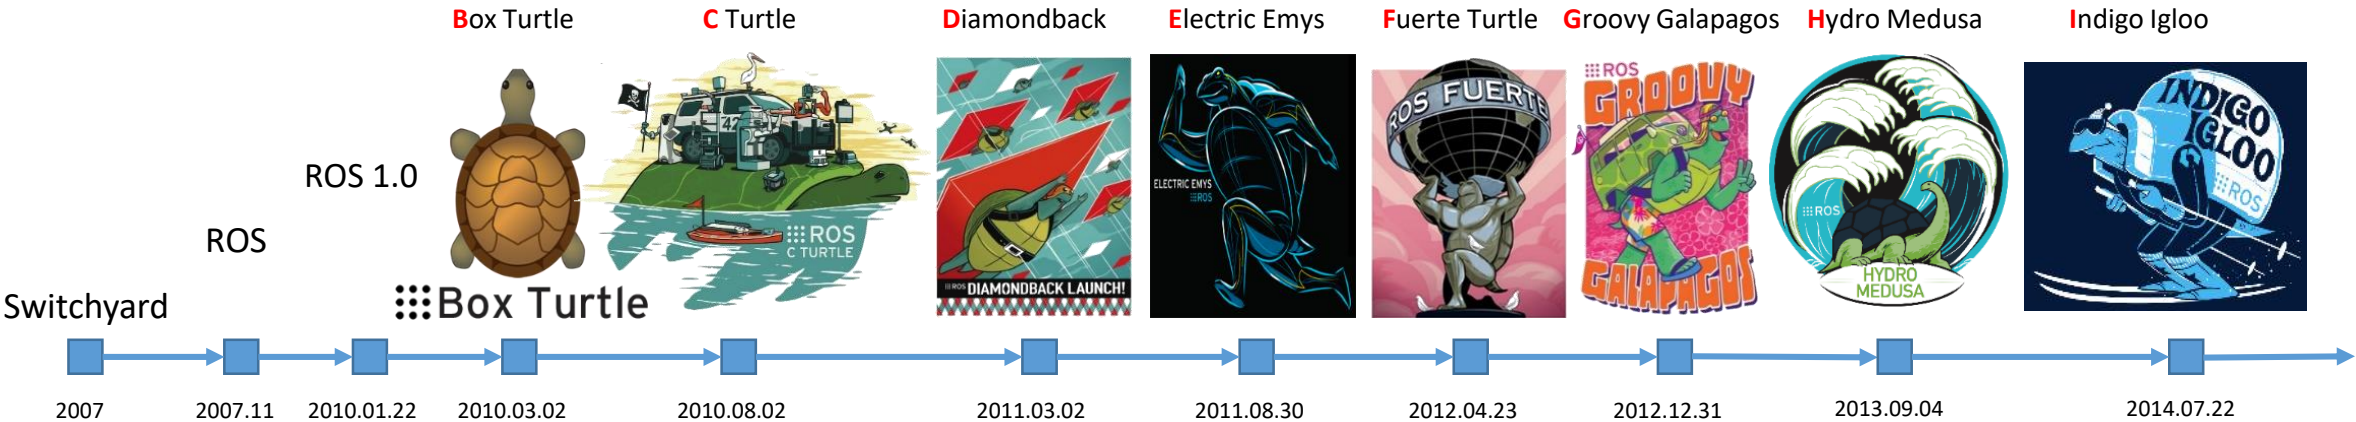 Box Turtle
C Turtle
Diamondback
Electric Emys
Fuerte Turtle
Groovy Galapagos
Hydro Medusa
Indigo Igloo
Switchyard
ROS
ROS 1.0
Box Turtle
42
ROS
C TURTLE
ROS DIAMONDBACK LAUNCH!
ELECTRIC EMYS
ROS
ROS FUERTE
ROS
GROOVY
GALAPAGOS
ROS
HYDRO
MEDUSA
INDIGO
IGLOO
ROS
2007
2007.11
2010.01.22
2010.03.02
2010.08.02
2011.03.02
2011.08.30
2012.04.23
2012.12.31
2013.09.04
2014.07.22